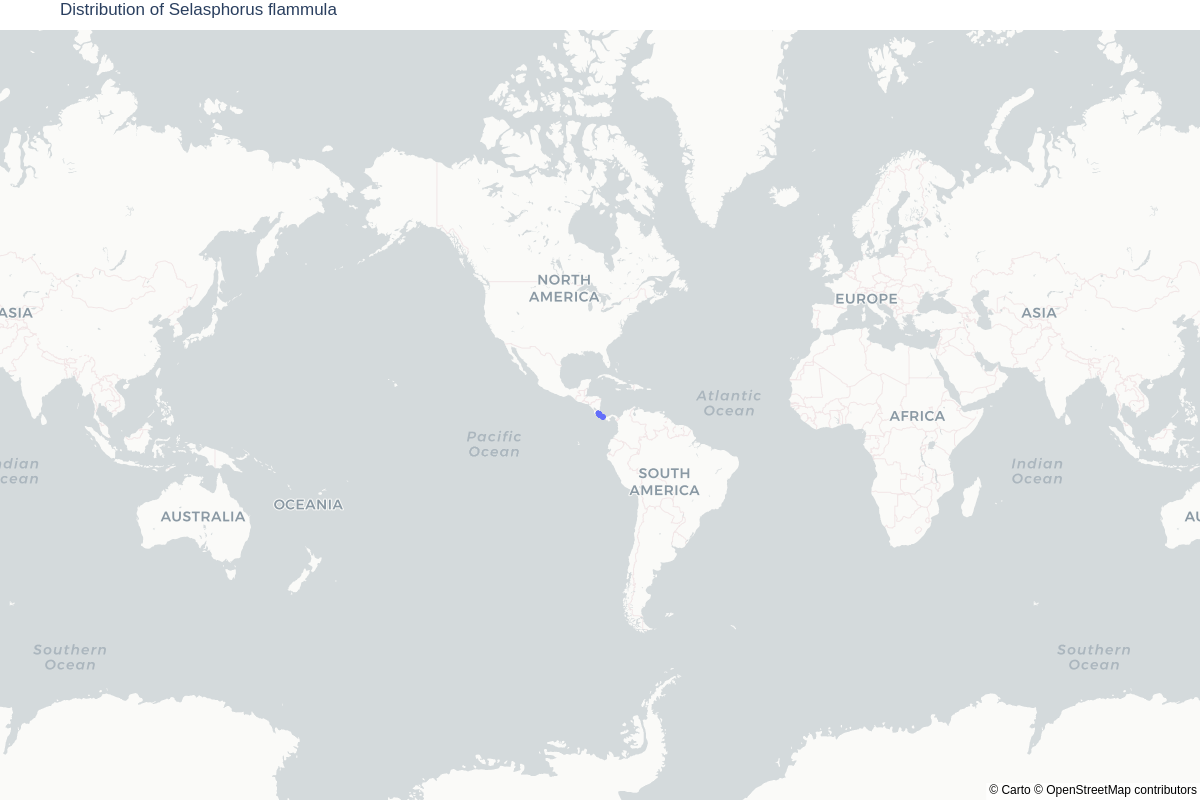 Distribution of Selasphorus flammula
NORTH
AMERICA
EUROPE
ASIA
ASIA
Atlantic
Ocean
AFRICA
Pacific
Ocean
dian
cean
Indian
Ocean
SOUTH
AMERICA
OCEANIA
AUSTRALIA
AU
Southern
Ocean
Southern
Ocean
© Carto © OpenStreetMap contributors